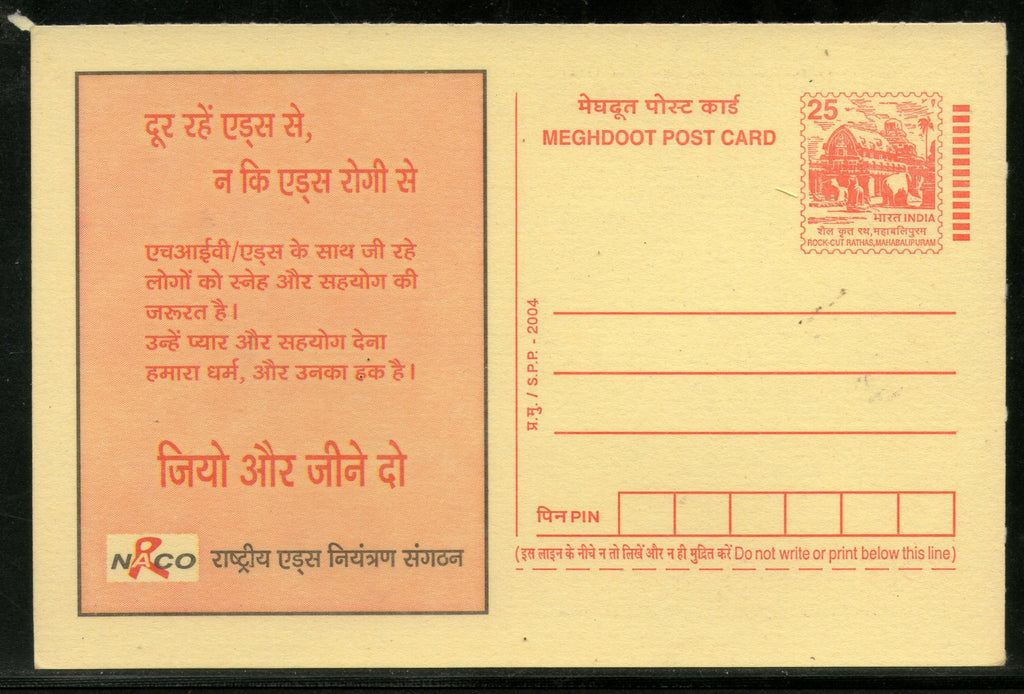 दूर रहें एड्स से,
न कि एड्स रोगी से
एचआईवी/एड्स के साथ जी रहे
लोगों को स्नेह और सहयोग की
जरूरत है।
उन्हें प्यार और सहयोग देना
हमारा धर्म, और उनका हक है।
जियो और जीने दो
NACO राष्ट्रीय एड्स नियंत्रण संगठन
मेघदूत पोस्ट कार्ड
MEGHDOOT POST CARD
25
भारत INDIA
शैल कृत्त रथ,महाबलिपुरम
ROCK-CUT RATHAS,MAHABALIPURAM
प्र.मु. / S.P.P. - 2004
पिन PIN
(इस लाइन के नीचे न तो लिखें और न ही मुद्रित करें Do not write or print below this line)